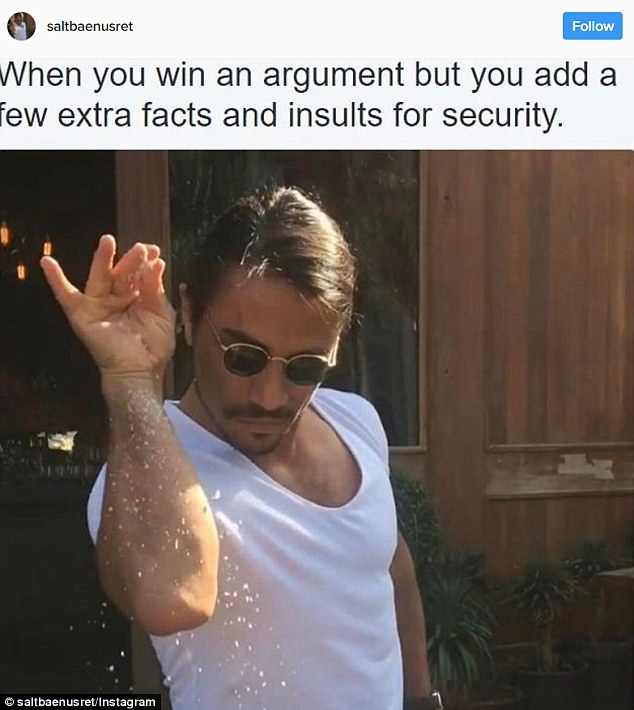 saltbaenusret
Follow
When you win an argument but you add a
few extra facts and insults for security.
© saltbaenusret/Instagram